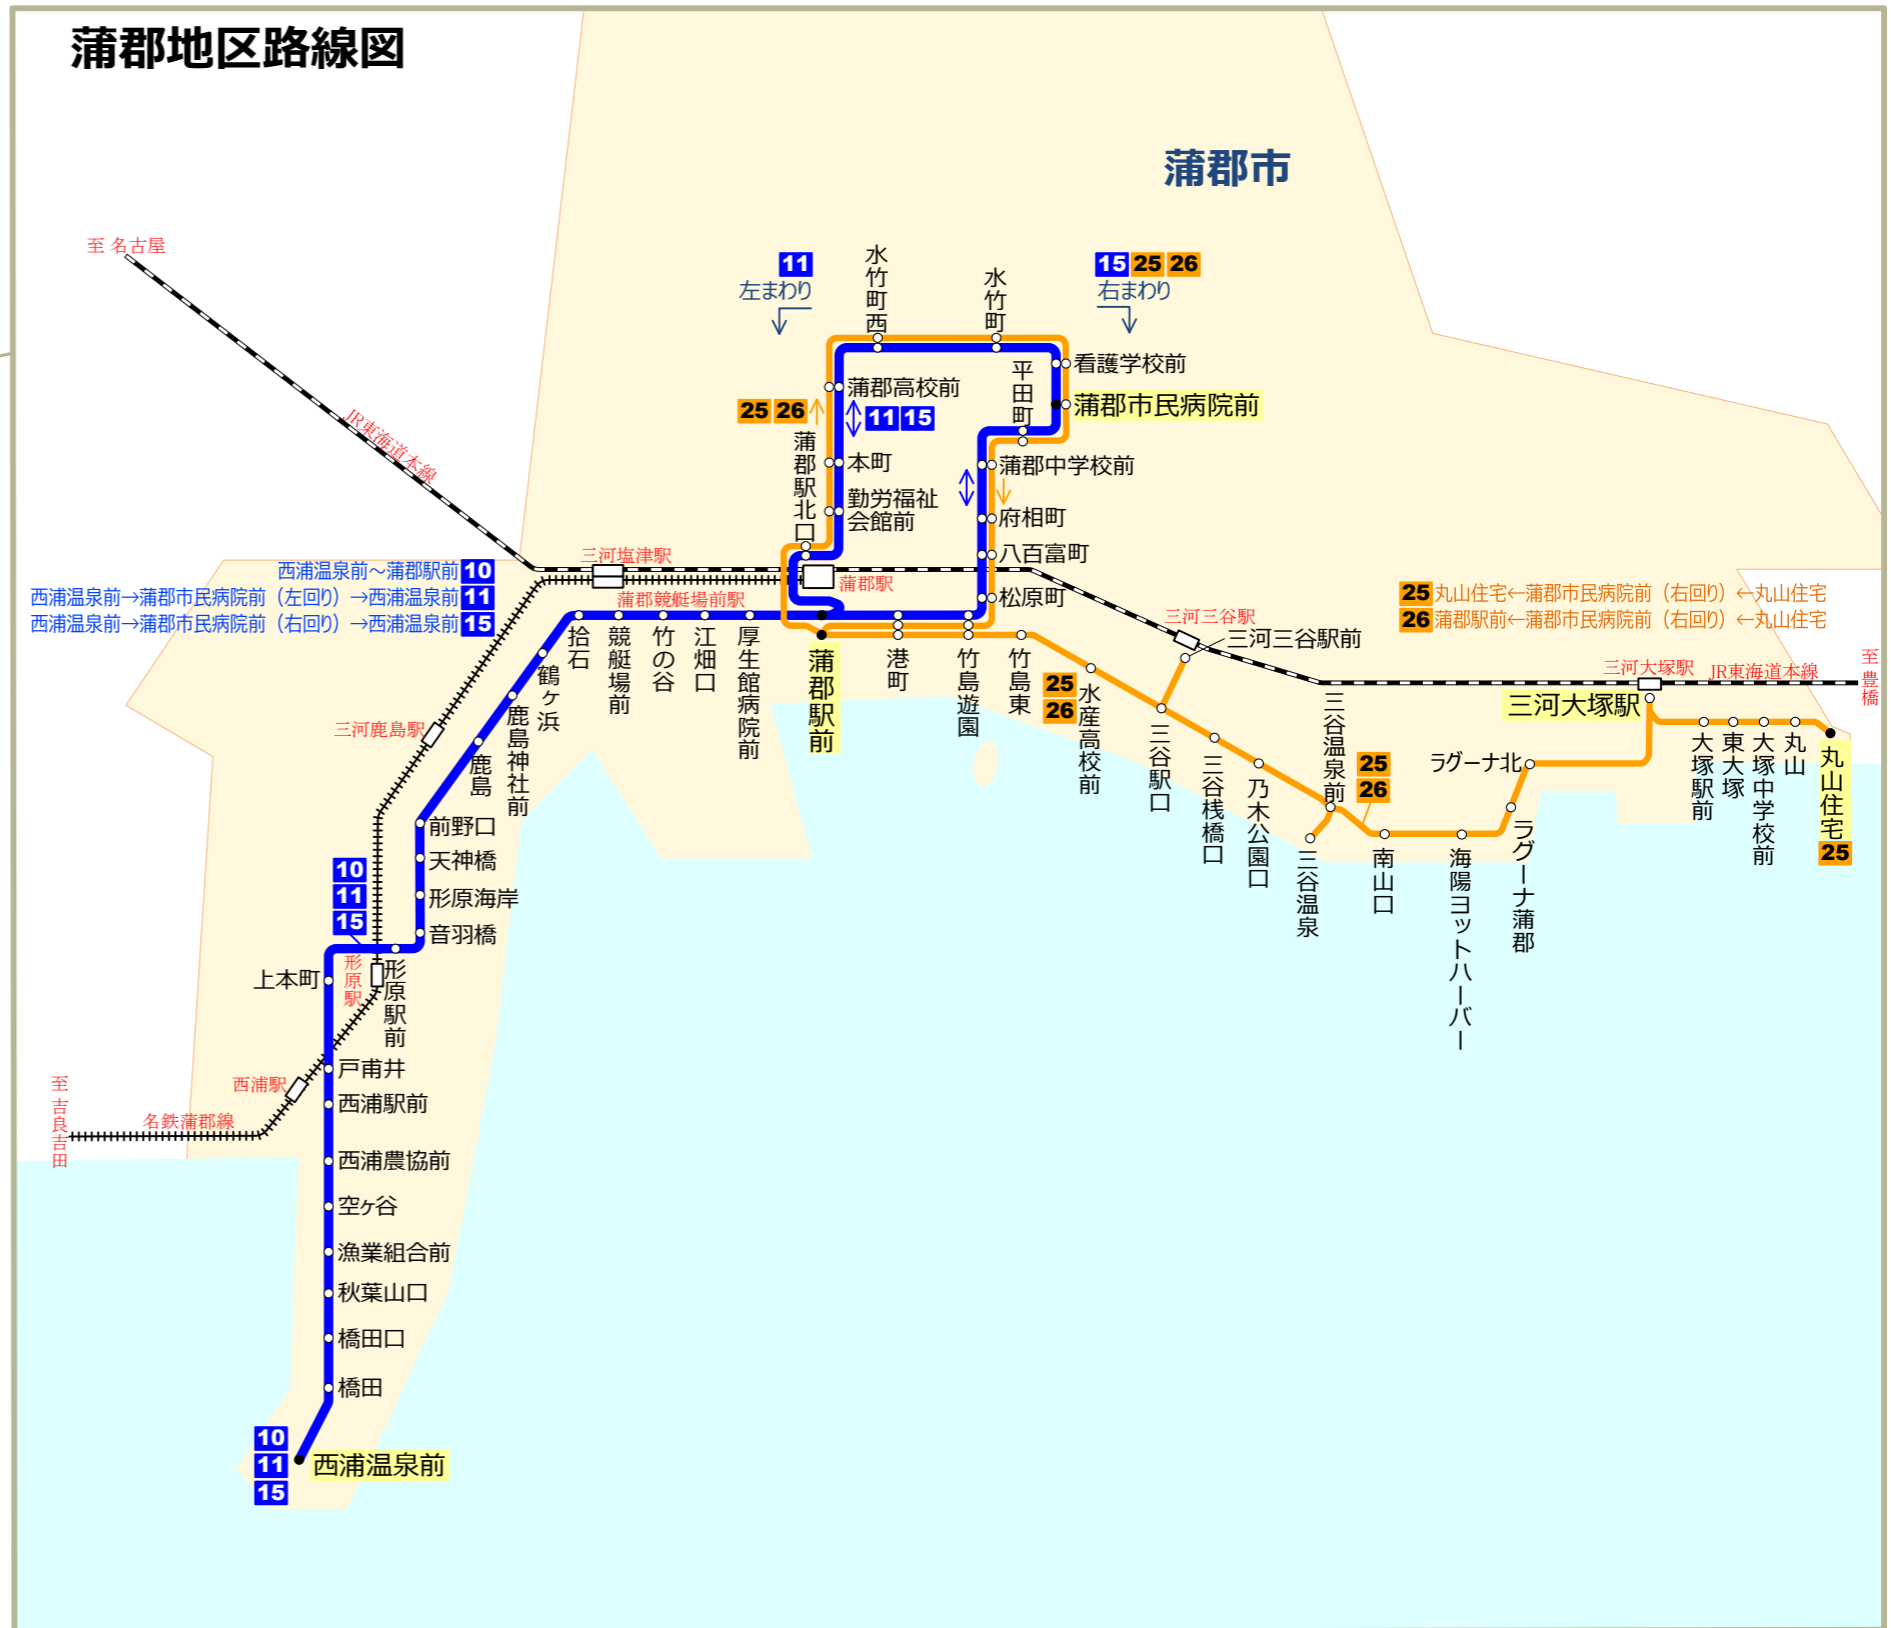 蒲郡地区路線図
蒲郡市
至 名古屋
JR東海道本線
11
左まわり
水竹町西
水竹町
15 25 26
右まわり
看護学校前
平田町
蒲郡市民病院前
蒲郡高校前
25 26
11 15
蒲郡駅北口
本町
蒲郡中学校前
勤労福祉
会館前
府相町
八百富町
松原町
三河塩津駅
蒲郡駅
蒲郡競艇場前駅
西浦温泉前～蒲郡駅前 10
西浦温泉前→蒲郡市民病院前（左回り）→西浦温泉前 11
西浦温泉前→蒲郡市民病院前（右回り）→西浦温泉前 15
25 丸山住宅←蒲郡市民病院前（右回り）←丸山住宅
26 蒲郡駅前←蒲郡市民病院前（右回り）←丸山住宅
三河三谷駅
三河三谷駅前
三河大塚駅
JR東海道本線
至豊橋
三河大塚駅
拾石
競艇場前
竹の谷
江畑口
厚生館病院前
蒲郡駅前
港町
竹島遊園
竹島東
25
26
水産高校前
三谷駅口
三谷桟橋口
乃木公園口
三谷温泉前
三谷温泉
25
26
南山口
海陽ヨットハーバー
ラグーナ蒲郡
ラグーナ北
大塚駅前
東大塚
大塚中学校前
丸山
丸山住宅
25
鶴ヶ浜
鹿島神社前
鹿島
三河鹿島駅
前野口
天神橋
形原海岸
音羽橋
10
11
15
形原駅
形原駅前
上本町
戸甫井
西浦駅
西浦駅前
至吉良吉田
名鉄蒲郡線
西浦農協前
空ヶ谷
漁業組合前
秋葉山口
橋田口
橋田
10
11
15
西浦温泉前